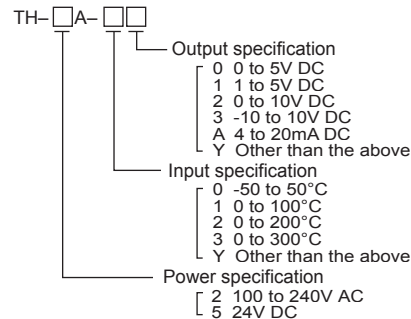 TH–□A–□□
Output specification
0 0 to 5V DC
1 1 to 5V DC
2 0 to 10V DC
3 -10 to 10V DC
A 4 to 20mA DC
Y Other than the above
Input specification
0 -50 to 50°C
1 0 to 100°C
2 0 to 200°C
3 0 to 300°C
Y Other than the above
Power specification
2 100 to 240V AC
5 24V DC